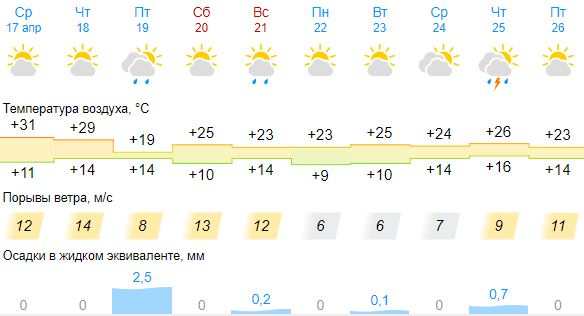 Ср Чт Пт Сб Вс Пн Вт Ср Чт Пт
17 апр 18 19 20 21 22 23 24 25 26
Температура воздуха, °C
+31 +29 +19 +25 +23 +23 +25 +24 +26 +23
+11 +14 +14 +10 +14 +9 +10 +14 +16 +14
Порывы ветра, м/с
12 14 8 13 12 6 6 7 9 11
Осадки в жидком эквиваленте, мм
0 0 2,5 0 0,2 0 0,1 0 0,7 0